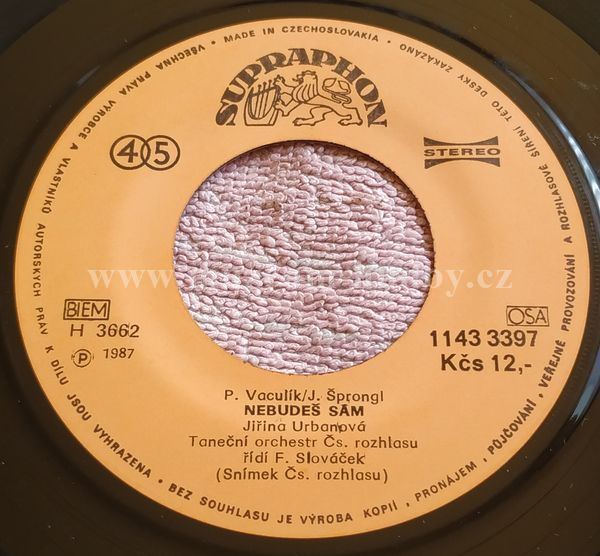 VŠECHNA PRÁVA VÝROBCE A VLASTNÍKŮ AUTORSKÝCH PRÁV K DÍLU JSOU VYHRAZENA • BEZ SOUHLASU JE VÝROBA KOPIÍ, PRONÁJEM, PŮJČOVÁNÍ, VEŘEJNÉ PROVOZOVÁNÍ A ROZHLASOVÉ ŠÍŘENÍ TÉTO DESKY ZAKÁZÁNO • MADE IN CZECHOSLOVAKIA •
SUPRAPHON
45
STEREO
BIEM
H 3662
Ⓟ 1987
OSA
1143 3397
Kčs 12,-
P. Vaculík/J. Šprongl
NEBUDEŠ SÁM
Jiřina Urbanová
Taneční orchestr Čs. rozhlasu
řídí F. Slováček
(Snímek Čs. rozhlasu)